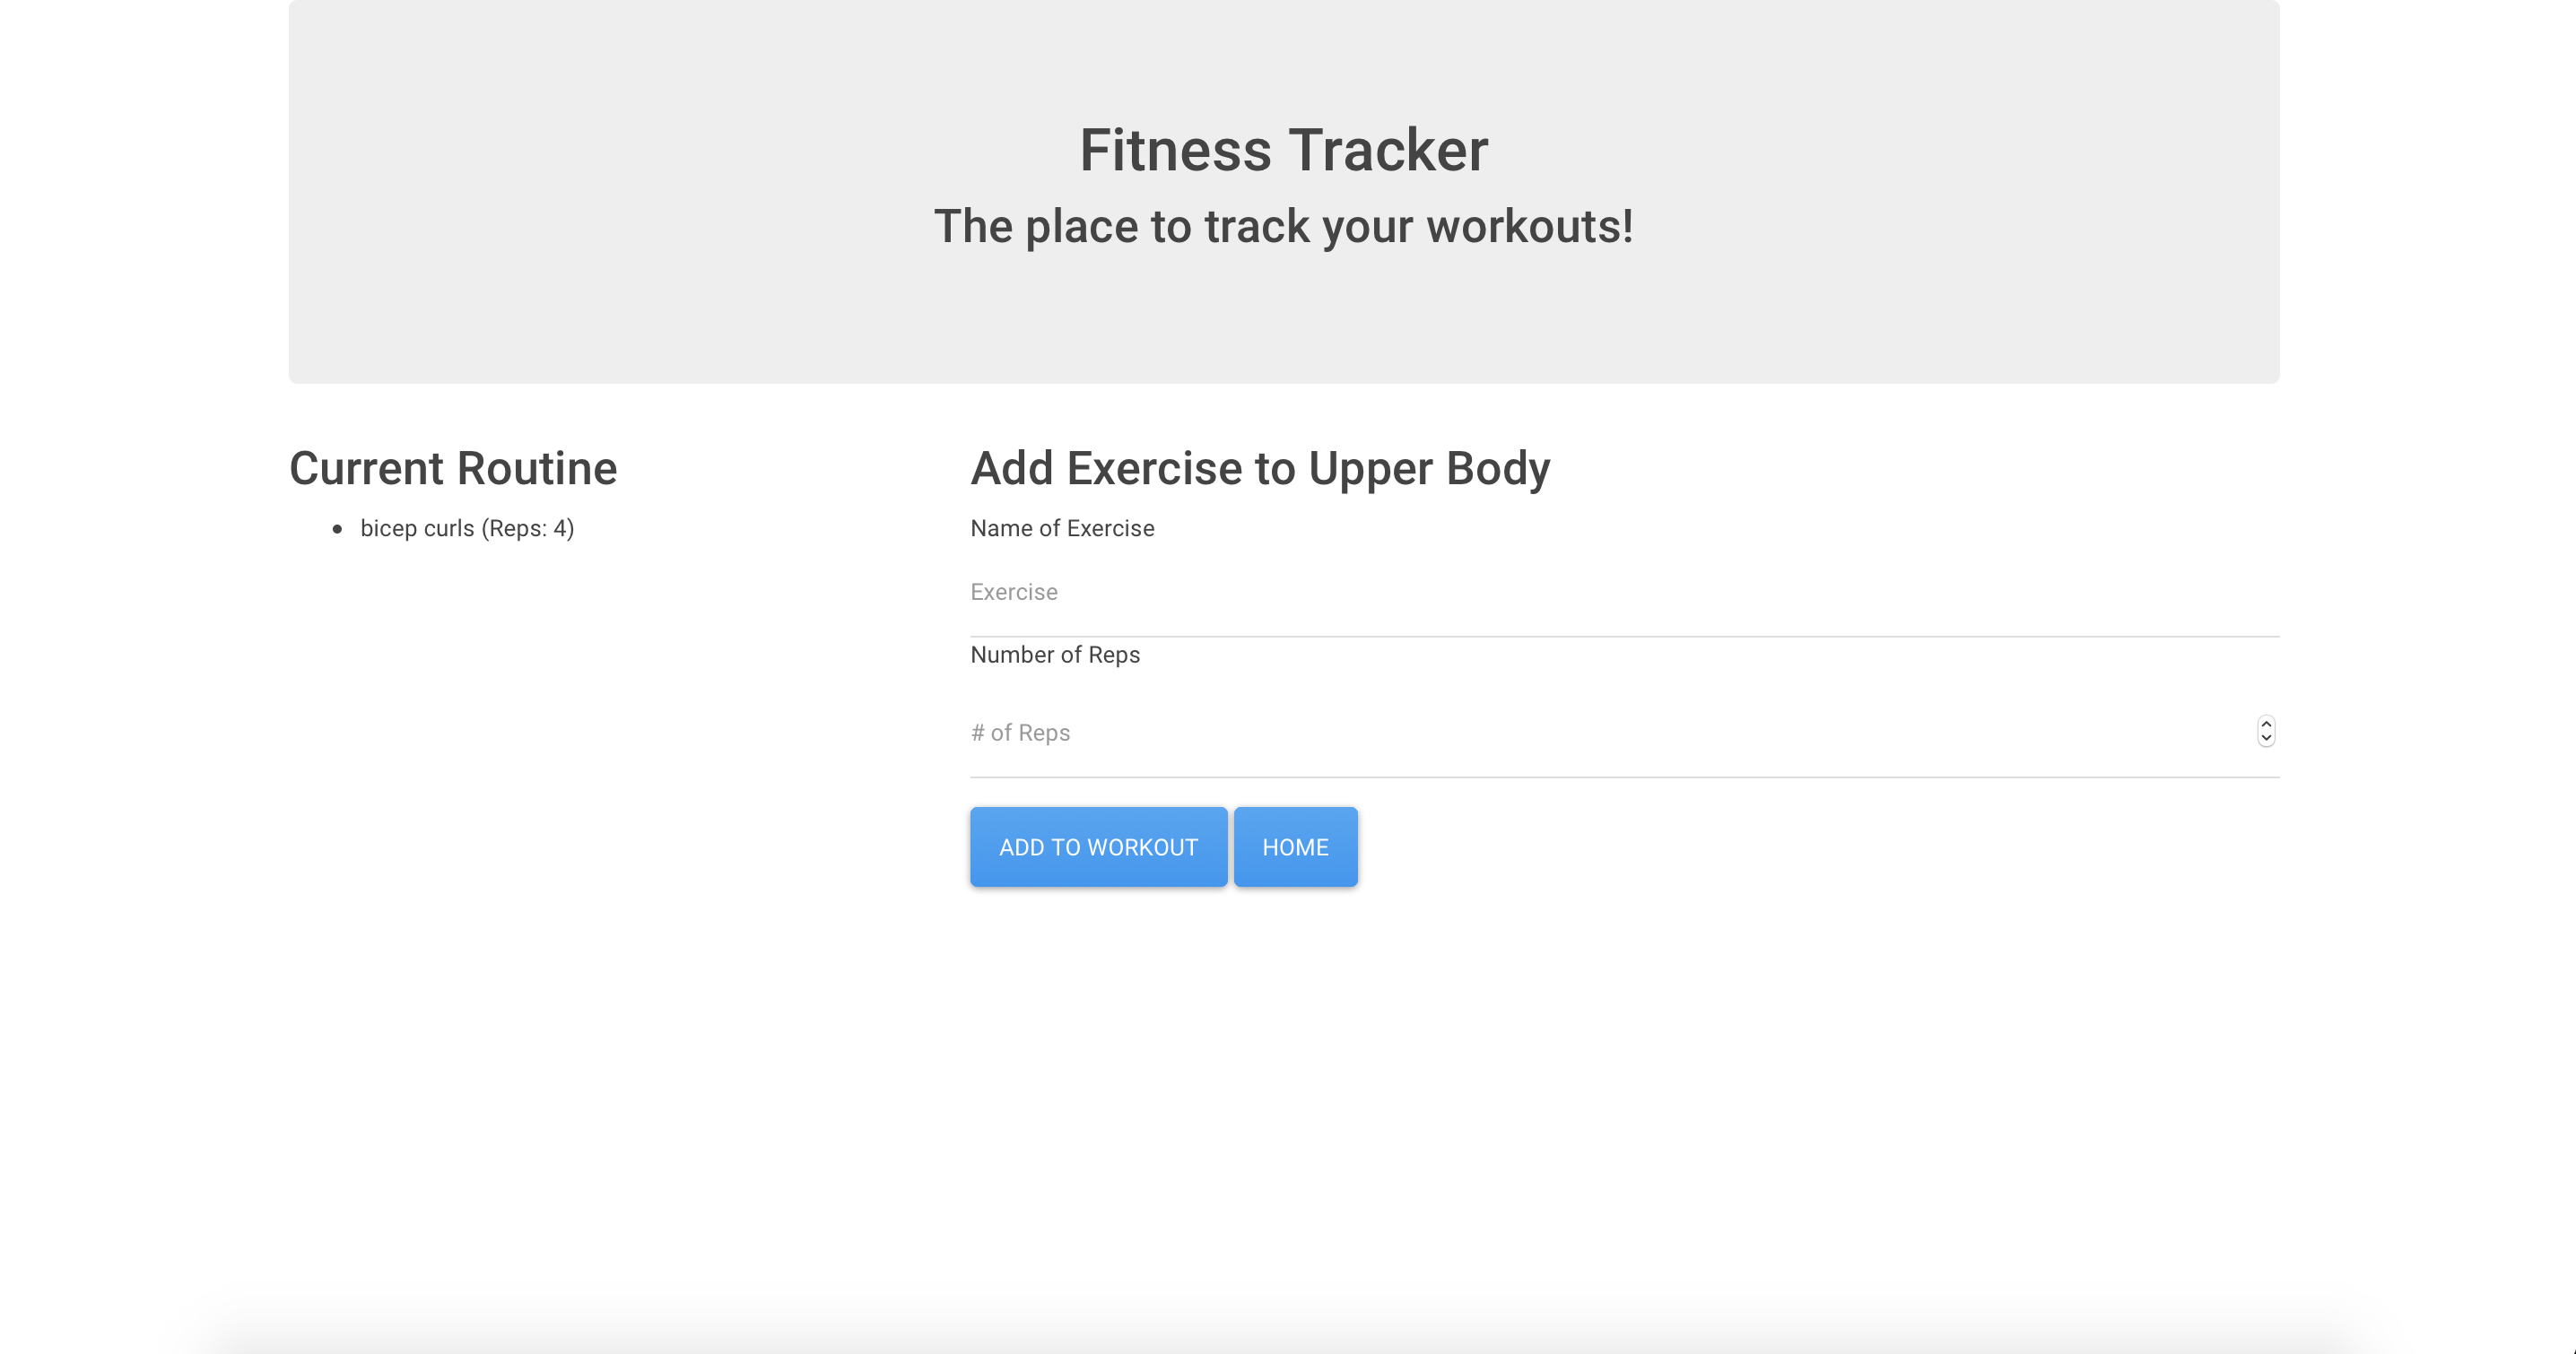 Fitness Tracker
The place to track your workouts!
Current Routine
bicep curls (Reps: 4)
Add Exercise to Upper Body
Name of Exercise
Exercise
Number of Reps
# of Reps
ADD TO WORKOUT
HOME